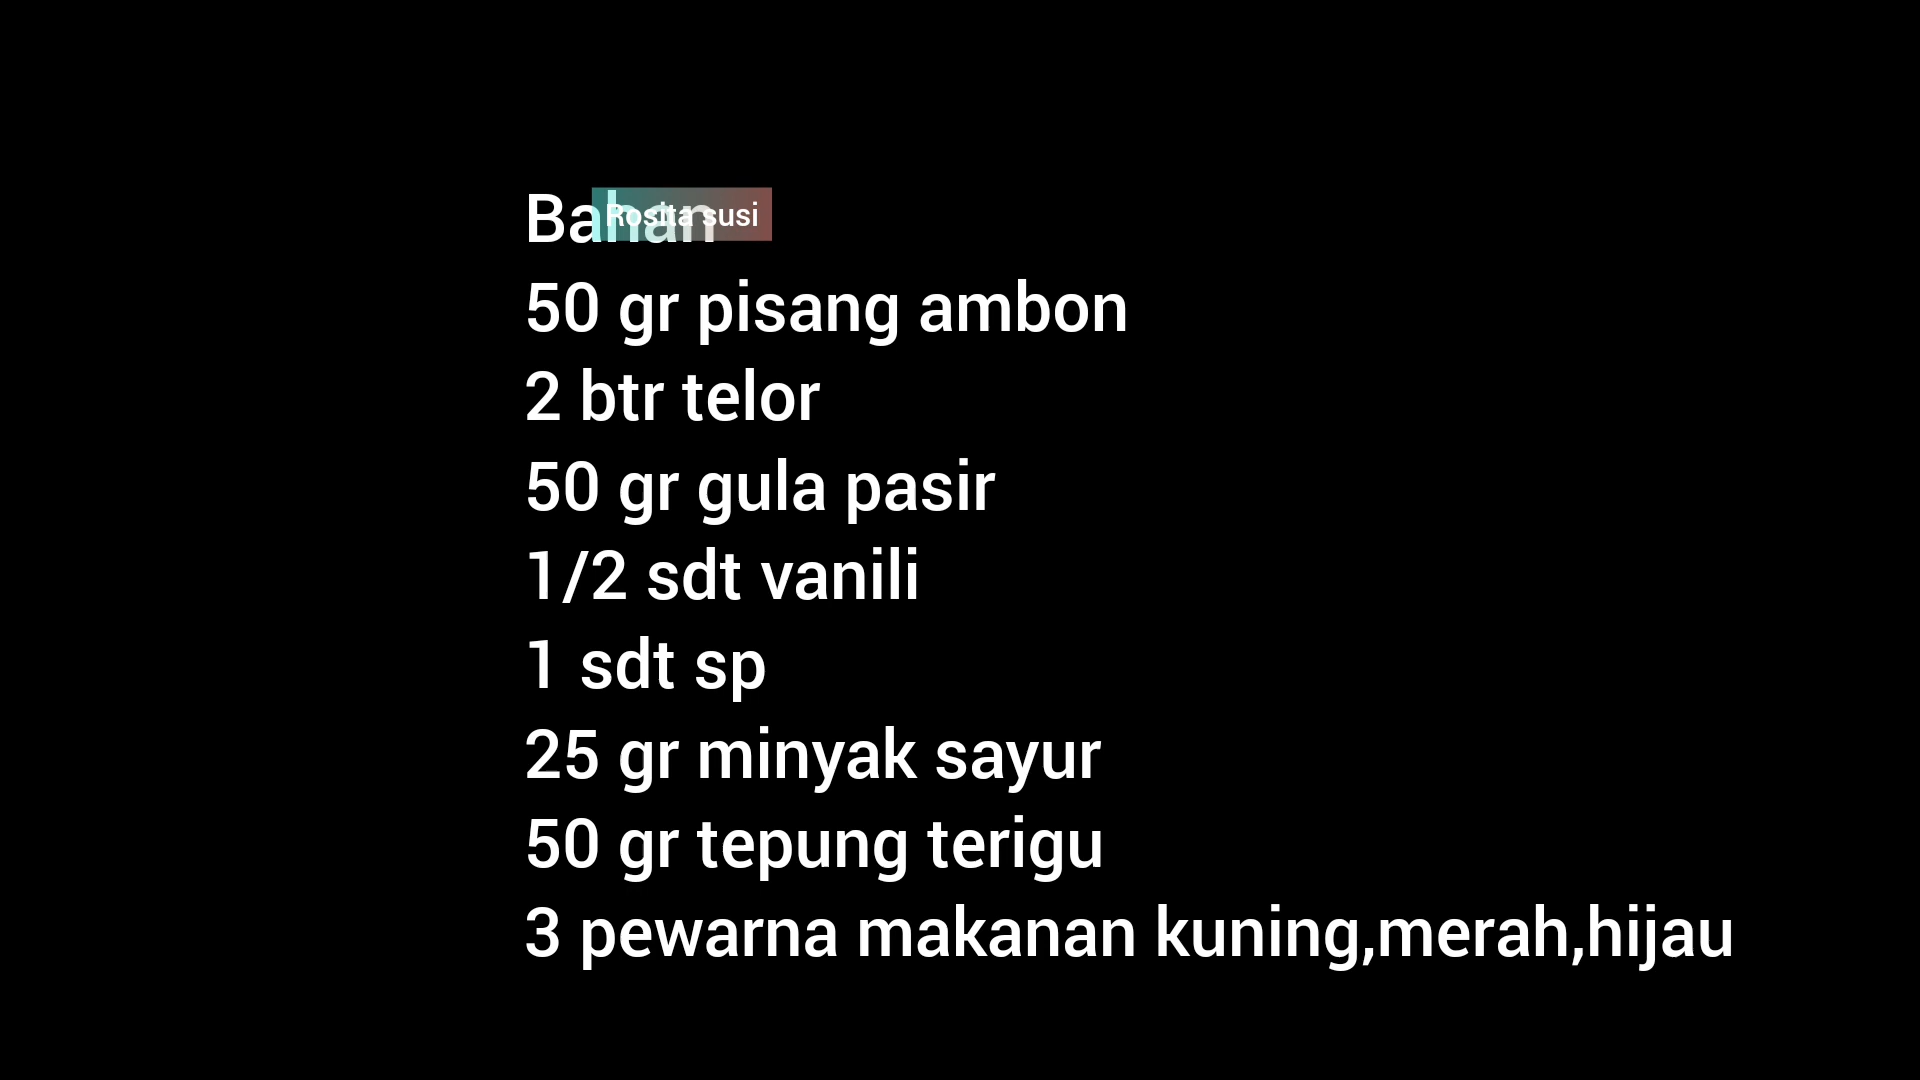 Bahan
Rosita susi
50 gr pisang ambon
2 btr telor
50 gr gula pasir
1/2 sdt vanili
1 sdt sp
25 gr minyak sayur
50 gr tepung terigu
3 pewarna makanan kuning,merah,hijau